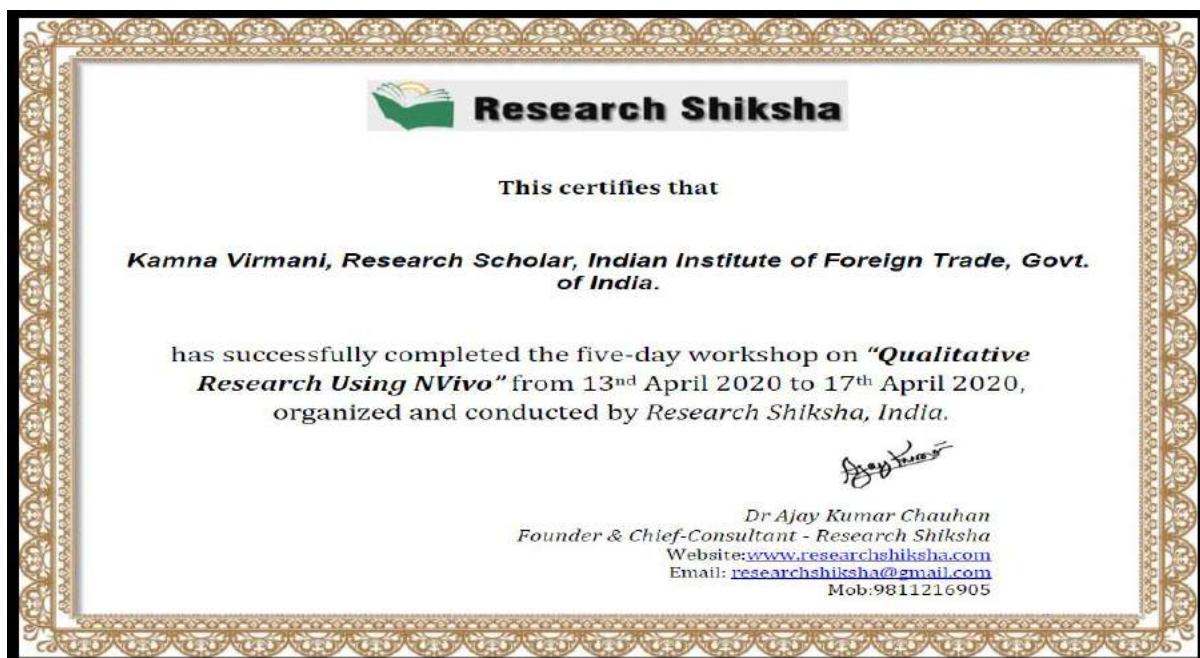 Research Shiksha
This certifies that
Kamna Virmani, Research Scholar, Indian Institute of Foreign Trade, Govt.
of India.
has successfully completed the five-day workshop on "Qualitative
Research Using NVivo" from 13nd April 2020 to 17th April 2020,
organized and conducted by Research Shiksha, India.
Ajay Kumar
Dr Ajay Kumar Chauhan
Founder & Chief-Consultant - Research Shiksha
Website:www.researchshiksha.com
Email: researchshiksha@gmail.com
Mob:9811216905